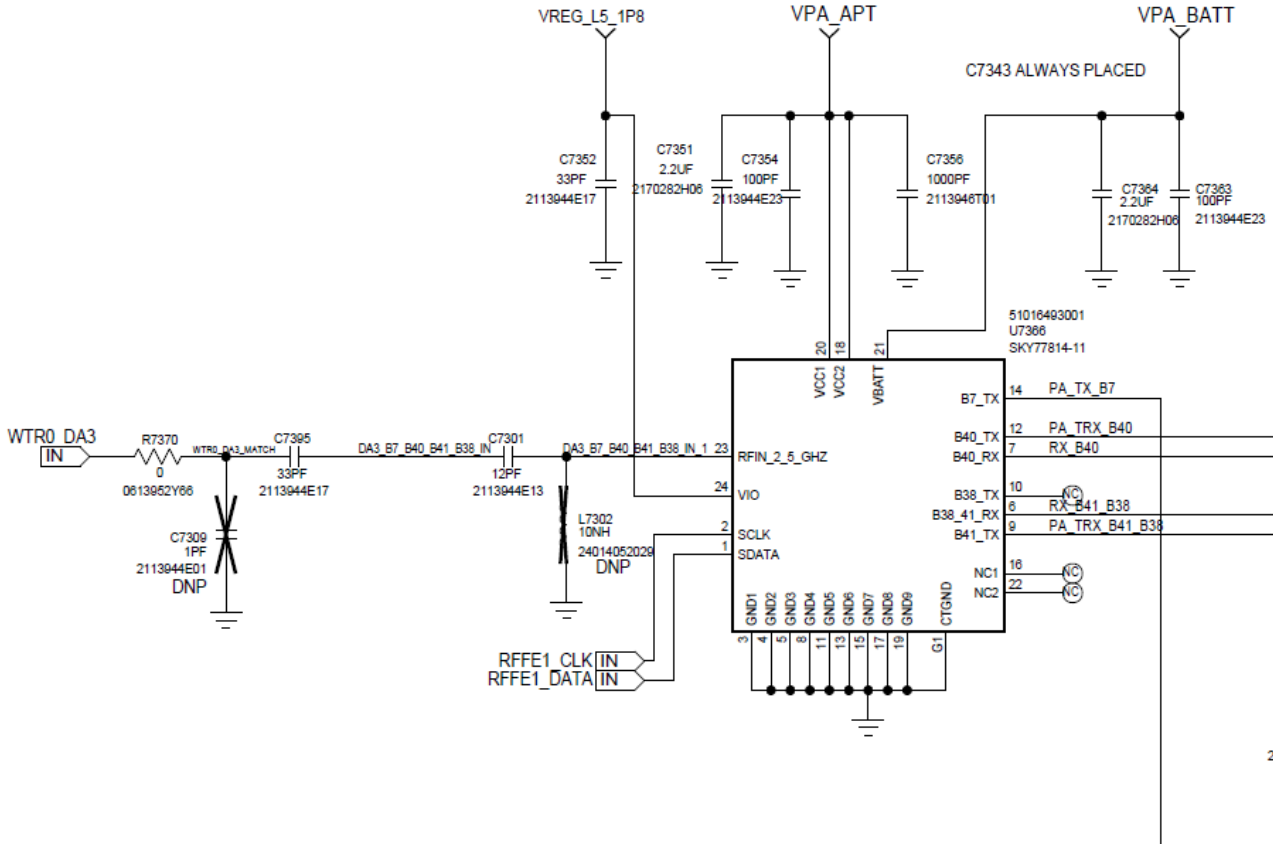 VREG_L5_1P8
VPA_APT
VPA_BATT
C7343 ALWAYS PLACED
C7352
33PF
2113944E17
C7351
2.2UF
2170282H06
C7354
100PF
2113944E23
C7356
1000PF
2113946T01
C7364
2.2UF
2170282H06
C7363
100PF
2113944E23
51016493001
U7366
SKY77814-11
20
18
21
VCC1
VCC2
VBATT
B7_TX
14
PA_TX_B7
B40_TX
12
PA_TRX_B40
B40_RX
7
RX_B40
B38_TX
10
NC
B38_41_RX
6
RX_B41_B38
B41_TX
9
PA_TRX_B41_B38
NC1
16
NC
NC2
22
NC
WTR0_DA3
IN
R7370
0
0613952Y66
WTR0_DA3_MATCH
C7395
33PF
2113944E17
DA3_B7_B40_B41_B38_IN
C7301
12PF
2113944E13
DA3_B7_B40_B41_B38_IN_1
23
RFIN_2_5_GHZ
24
VIO
2
SCLK
1
SDATA
C7309
1PF
2113944E01
DNP
L7302
10NH
24014052029
DNP
GND1
GND2
GND3
GND4
GND5
GND6
GND7
GND8
GND9
CTGND
3
4
5
8
11
13
15
17
19
G1
RFFE1_CLK
IN
RFFE1_DATA
IN
2